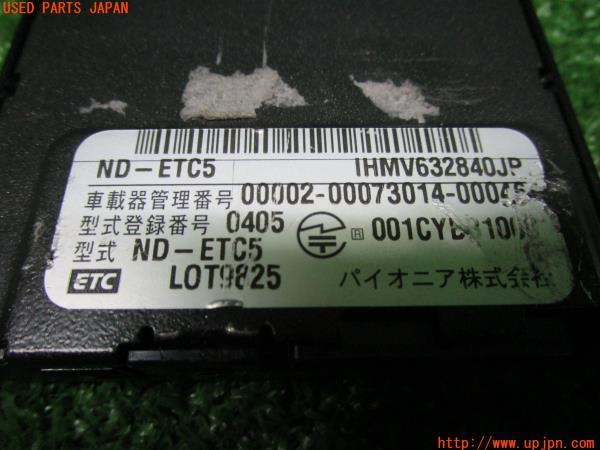 USED PARTS JAPAN
ND-ETC5 IHMV632840JP
車載器管理番号 00002-00073014-00045
型式登録番号 0405 R
型式 ND-ETC5
ETC LOT9825 パイオニア株式会社
http://www.upjpn.com/